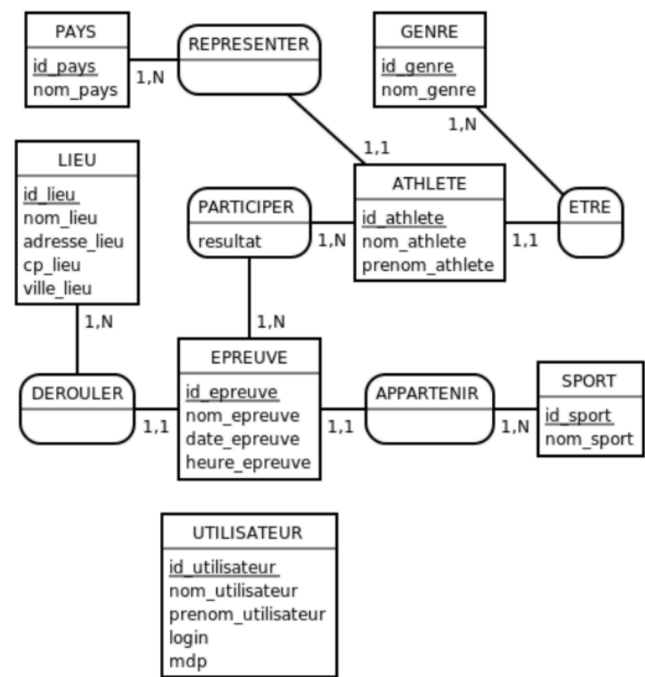 PAYS
id_pays
nom_pays
1,N
REPRESENTER
GENRE
id_genre
nom_genre
1,N
1,1
LIEU
id_lieu
nom_lieu
adresse_lieu
cp_lieu
ville_lieu
1,N
PARTICIPER
resultat
1,N
ATHLETE
id_athlete
nom_athlete
prenom_athlete
1,1
ETRE
1,N
DEROULER
1,1
EPREUVE
id_epreuve
nom_epreuve
date_epreuve
heure_epreuve
1,1
APPARTENIR
1,N
SPORT
id_sport
nom_sport
UTILISATEUR
id_utilisateur
nom_utilisateur
prenom_utilisateur
login
mdp